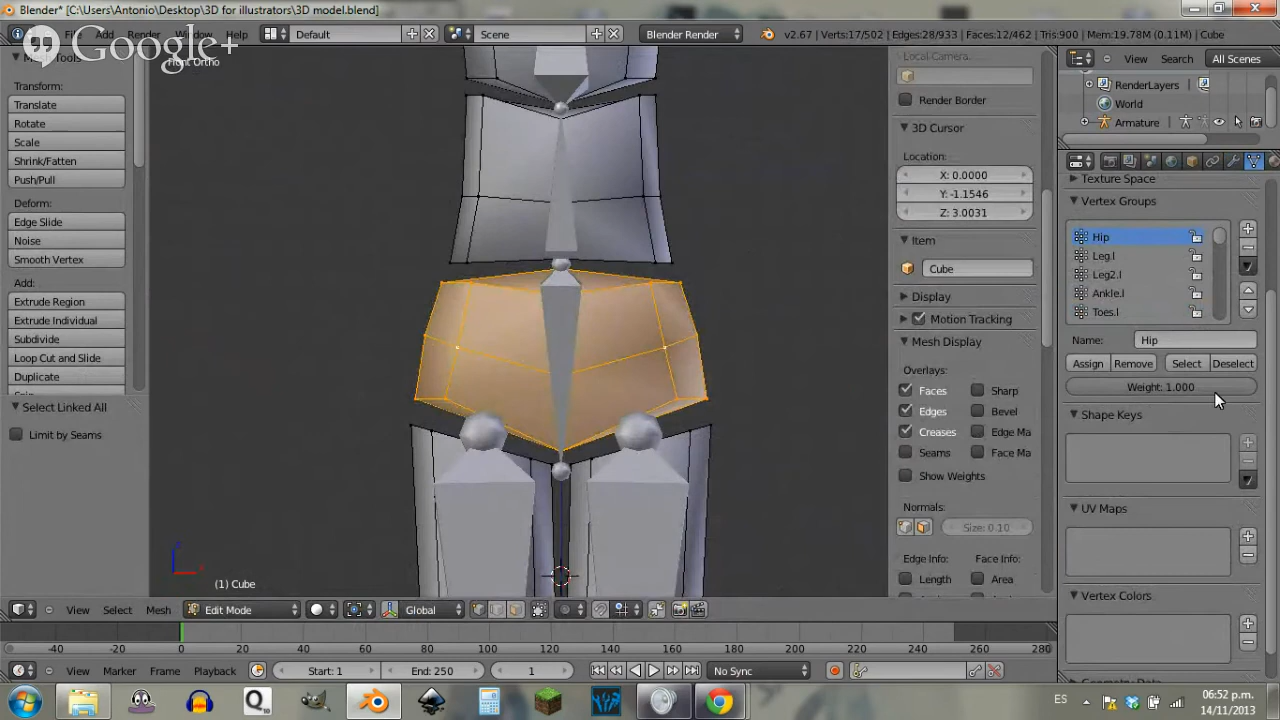 Blender* [C:\Users\Antonio\Desktop\3D for illustrators\3D model.blend]
File Add Render Window Help
Default
Scene
Blender Render
v2.67 | Verts:17/502 | Edges:28/933 | Faces:12/462 | Tris:900 | Mem:19.78M (0.11M) | Cube
View Search All Scenes
Google+
Mesh Tools
Front Ortho
Transform:
Translate
Rotate
Scale
Shrink/Fatten
Push/Pull
Deform:
Edge Slide
Noise
Smooth Vertex
Add:
Extrude Region
Extrude Individual
Subdivide
Loop Cut and Slide
Duplicate
Select Linked All
Limit by Seams
(1) Cube
Local Camera:
Render Border
3D Cursor
Location:
X: 0.0000
Y: -1.1546
Z: 3.0031
Item
Cube
Display
Motion Tracking
Mesh Display
Overlays:
Faces Sharp
Edges Bevel
Creases Edge Ma
Seams Face Ma
Show Weights
Normals:
Size: 0.10
Edge Info: Face Info:
Length Area
RenderLayers
World
Armature
Texture Space
Vertex Groups
Hip
Leg.l
Leg2.l
Ankle.l
Toes.l
Name: Hip
Assign Remove Select Deselect
Weight: 1.000
Shape Keys
UV Maps
Vertex Colors
View Select Mesh Edit Mode Global
-40 -20 0 20 40 60 80 100 120 140 160 180 200 220 240 260 280
View Marker Frame Playback Start: 1 End: 250 1 No Sync
ES
06:52 p.m.
14/11/2013